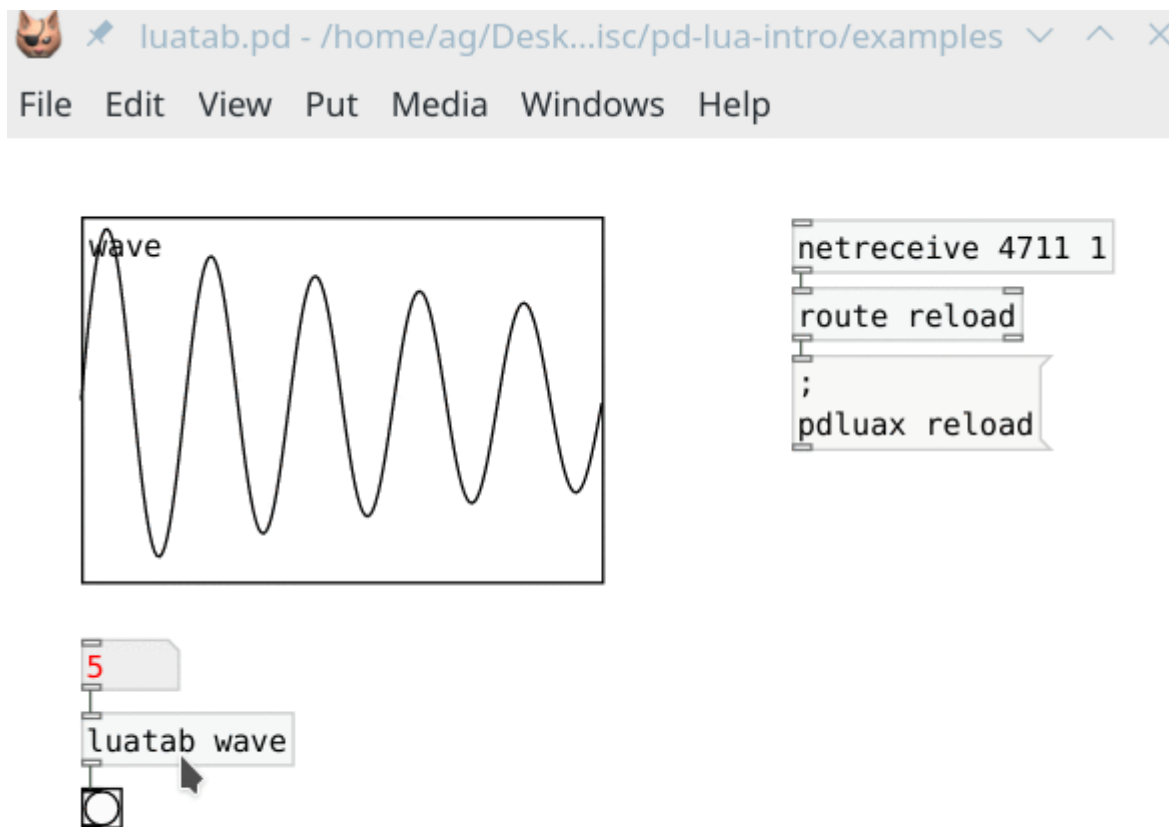 luatab.pd - /home/ag/Desk...isc/pd-lua-intro/examples
File Edit View Put Media Windows Help
wave
netreceive 4711 1
route reload
;
pdluax reload
5
luatab wave